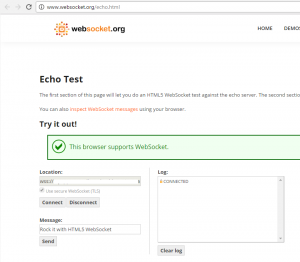 www.websocket.org/echo.html
websocket.org
HOME DEMOS
Echo Test
The first section of this page will let you do an HTML5 WebSocket test against the echo server. The second sectio
You can also inspect WebSocket messages using your browser.
Try it out!
This browser supports WebSocket.
Location:
Use secure WebSocket (TLS)
Connect Disconnect
Message:
Rock it with HTML5 WebSocket
Send
Log:
CONNECTED
Clear log